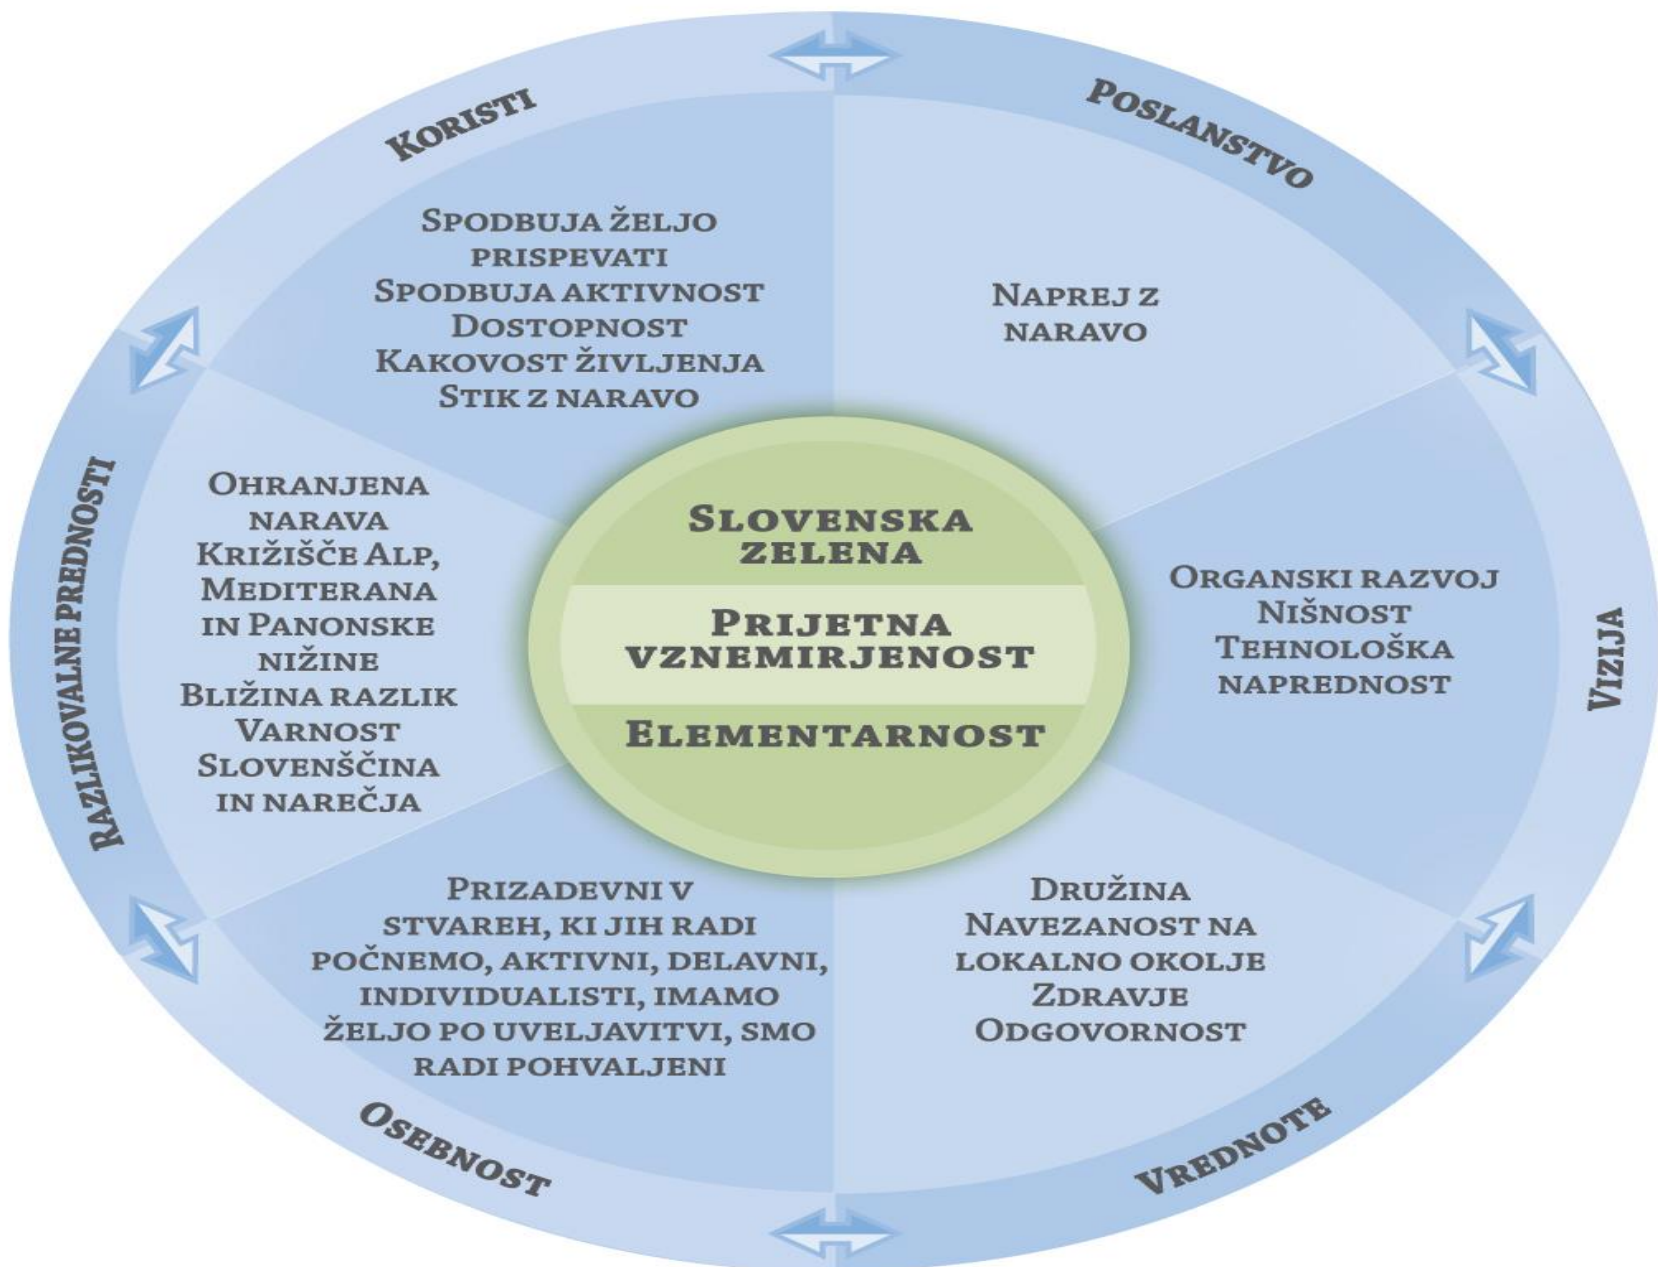 Koristi
Spodbuja željo
prispevati
Spodbuja aktivnost
Dostopnost
Kakovost življenja
Stik z naravo
Poslanstvo
Naprej z
naravo
Razlikovalne prednosti
Ohranjena
narava
Križišče Alp,
Mediterana
in Panonske
nižine
Bližina razlik
Varnost
Slovenščina
in narečja
Slovenska
zelena
Prijetna
vznemirjenost
Elementarnost
Vizija
Organski razvoj
Nišnost
Tehnološka
naprednost
Osebnost
Prizadevni v
stvareh, ki jih radi
počnemo, aktivni, delavni,
individualisti, imamo
željo po uveljavitvi, smo
radi pohvaljeni
Vrednote
Družina
Navezanost na
lokalno okolje
Zdravje
Odgovornost